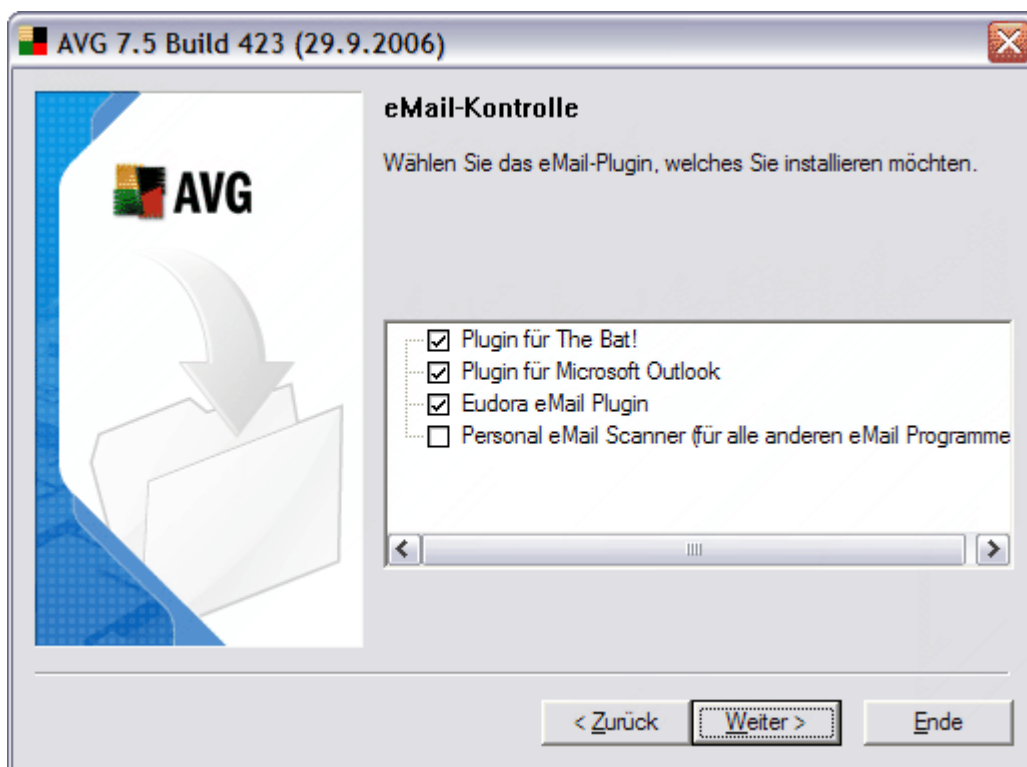 AVG 7.5 Build 423 (29.9.2006)
AVG
eMail-Kontrolle
Wählen Sie das eMail-Plugin, welches Sie installieren möchten.
Plugin für The Bat!
Plugin für Microsoft Outlook
Eudora eMail Plugin
Personal eMail Scanner (für alle anderen eMail Programme
< Zurück
Weiter >
Ende